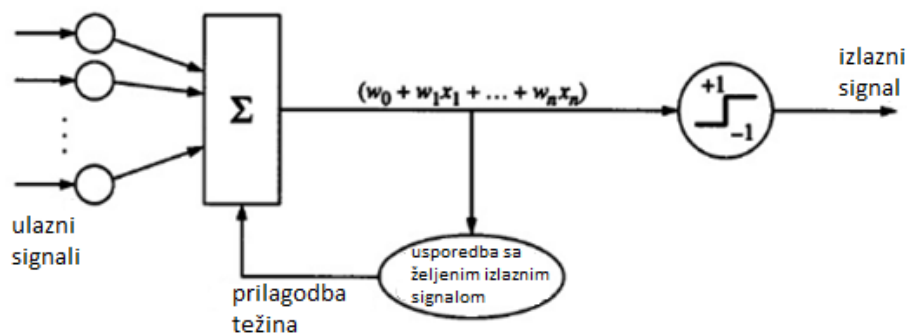 (w₀ + w₁x₁ + ... + wₙxₙ)
izlazni
signal
+1
-1
Σ
ulazni
signali
usporedba sa
željenim izlaznim
signalom
prilagodba
težina